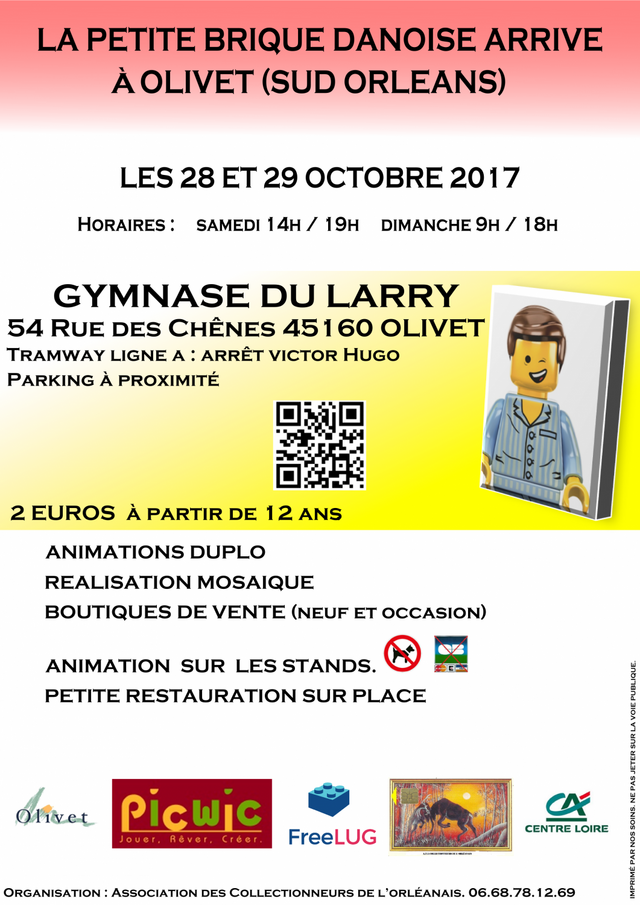 LA PETITE BRIQUE DANOISE ARRIVE
À OLIVET (SUD ORLEANS)
LES 28 ET 29 OCTOBRE 2017
HORAIRES : SAMEDI 14H / 19H DIMANCHE 9H / 18H
GYMNASE DU LARRY
54 RUE DES CHÊNES 45160 OLIVET
TRAMWAY LIGNE A : ARRÊT VICTOR HUGO
PARKING À PROXIMITÉ
2 EUROS À PARTIR DE 12 ANS
ANIMATIONS DUPLO
REALISATION MOSAIQUE
BOUTIQUES DE VENTE (NEUF ET OCCASION)
ANIMATION SUR LES STANDS.
PETITE RESTAURATION SUR PLACE
Olivet
PicWic
Jouer, Rêver, Créer.
FreeLUG
CA
CENTRE LOIRE
ORGANISATION : ASSOCIATION DES COLLECTIONNEURS DE L'ORLÉANAIS. 06.68.78.12.69
IMPRIMÉ PAR NOS SOINS. NE PAS JETER SUR LA VOIE PUBLIQUE.